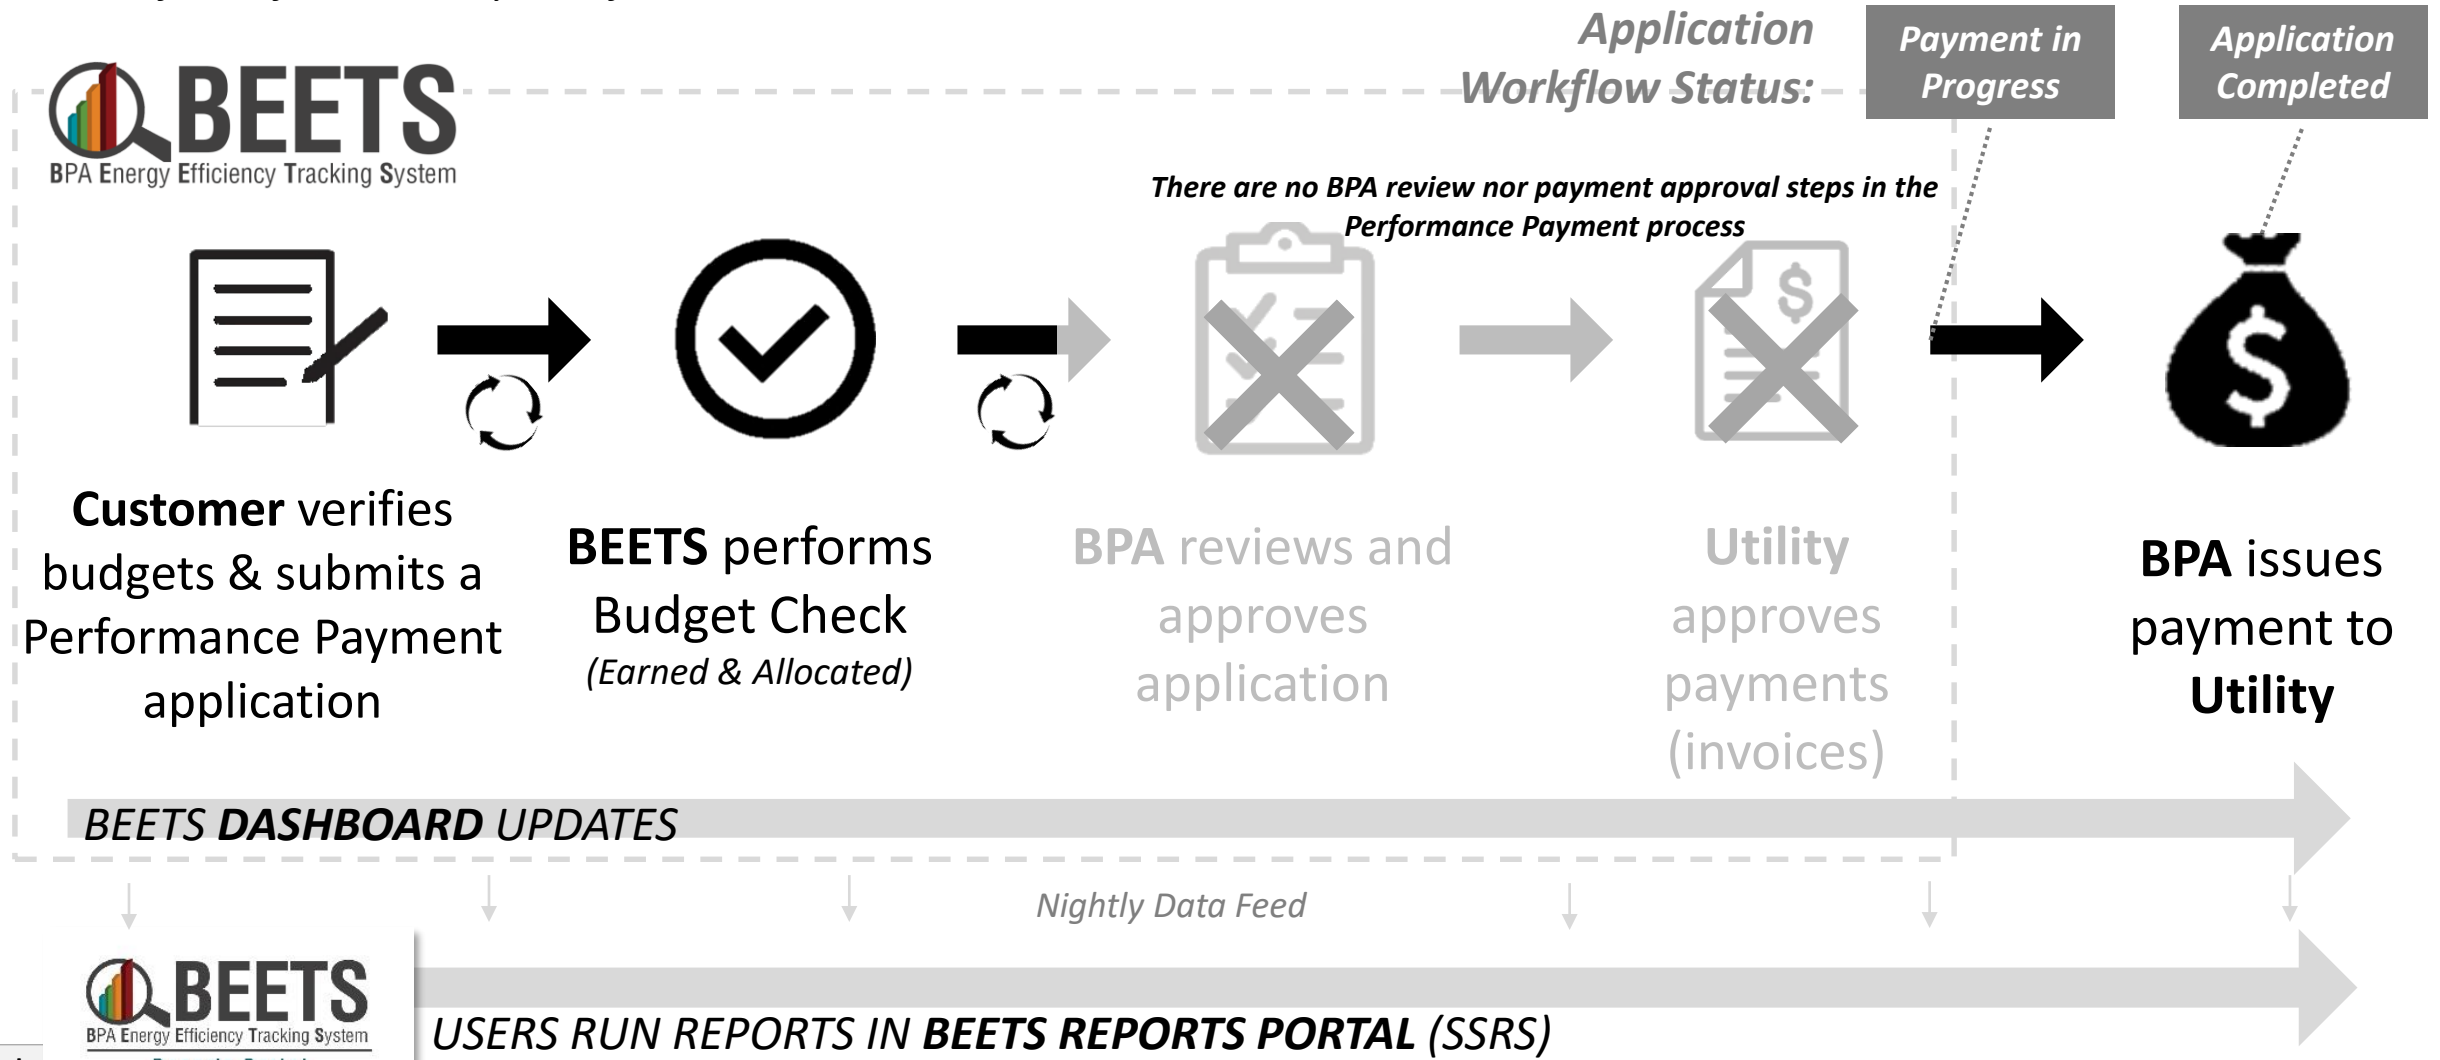 Application
Workflow Status:
Payment in
Progress
Application
Completed
BEETS
BPA Energy Efficiency Tracking System
There are no BPA review nor payment approval steps in the
Performance Payment process
Customer verifies
budgets & submits a
Performance Payment
application
BEETS performs
Budget Check
(Earned & Allocated)
BPA reviews and
approves
application
Utility
approves
payments
(invoices)
BPA issues
payment to
Utility
BEETS DASHBOARD UPDATES
Nightly Data Feed
BEETS
BPA Energy Efficiency Tracking System
USERS RUN REPORTS IN BEETS REPORTS PORTAL (SSRS)